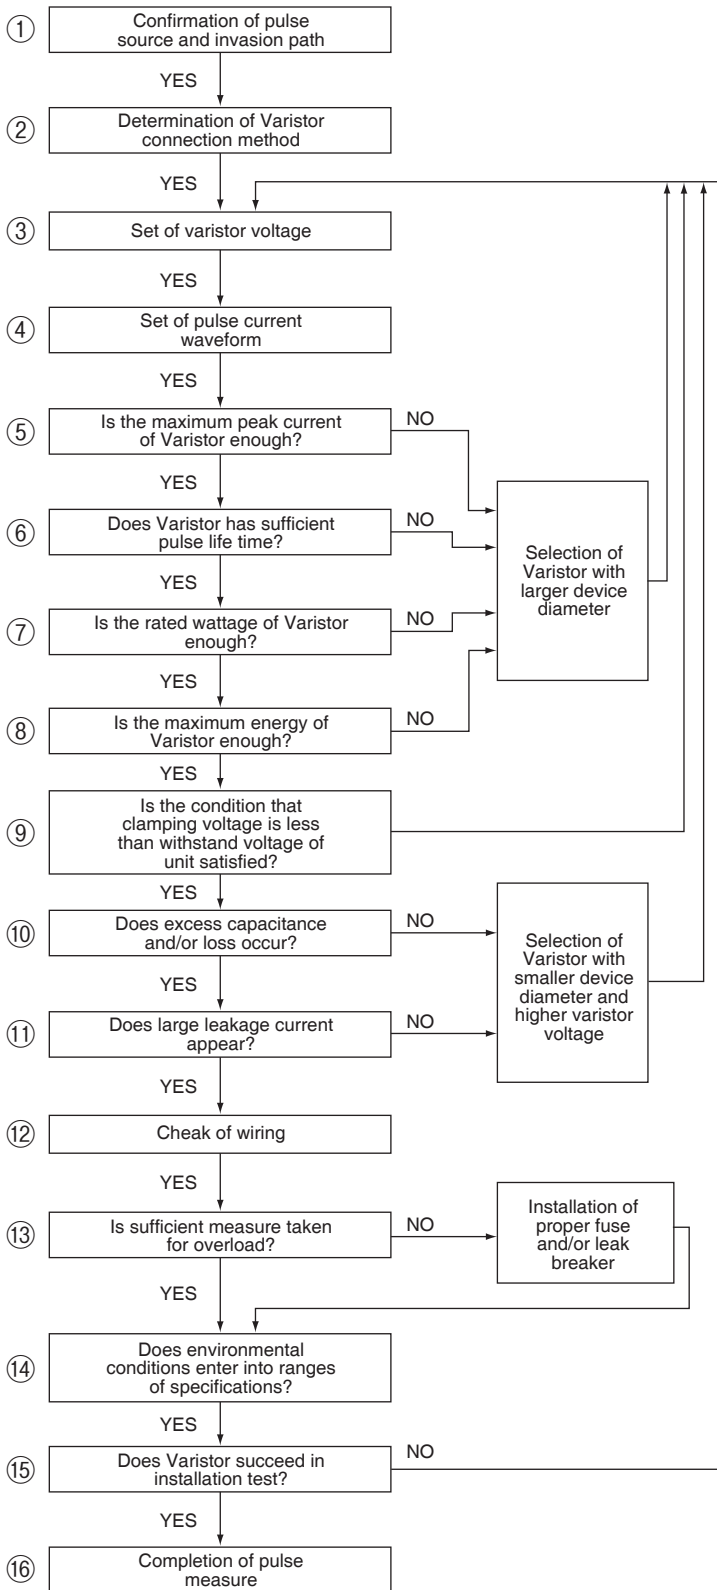 ① Confirmation of pulse
source and invasion path
YES
② Determination of Varistor
connection method
YES
③ Set of varistor voltage
YES
④ Set of pulse current
waveform
YES
⑤ Is the maximum peak current
of Varistor enough?
NO
YES
⑥ Does Varistor has sufficient
pulse life time?
NO
Selection of
Varistor with
larger device
diameter
YES
⑦ Is the rated wattage of Varistor
enough?
NO
YES
⑧ Is the maximum energy of
Varistor enough?
NO
YES
⑨ Is the condition that
clamping voltage is less
than withstand voltage of
unit satisfied?
YES
⑩ Does excess capacitance
and/or loss occur?
NO
Selection of
Varistor with
smaller device
diameter and
higher varistor
voltage
YES
⑪ Does large leakage current
appear?
NO
YES
⑫ Cheak of wiring
YES
⑬ Is sufficient measure taken
for overload?
NO
Installation of
proper fuse
and/or leak
breaker
YES
⑭ Does environmental
conditions enter into ranges
of specifications?
YES
⑮ Does Varistor succeed in
installation test?
NO
YES
⑯ Completion of pulse
measure